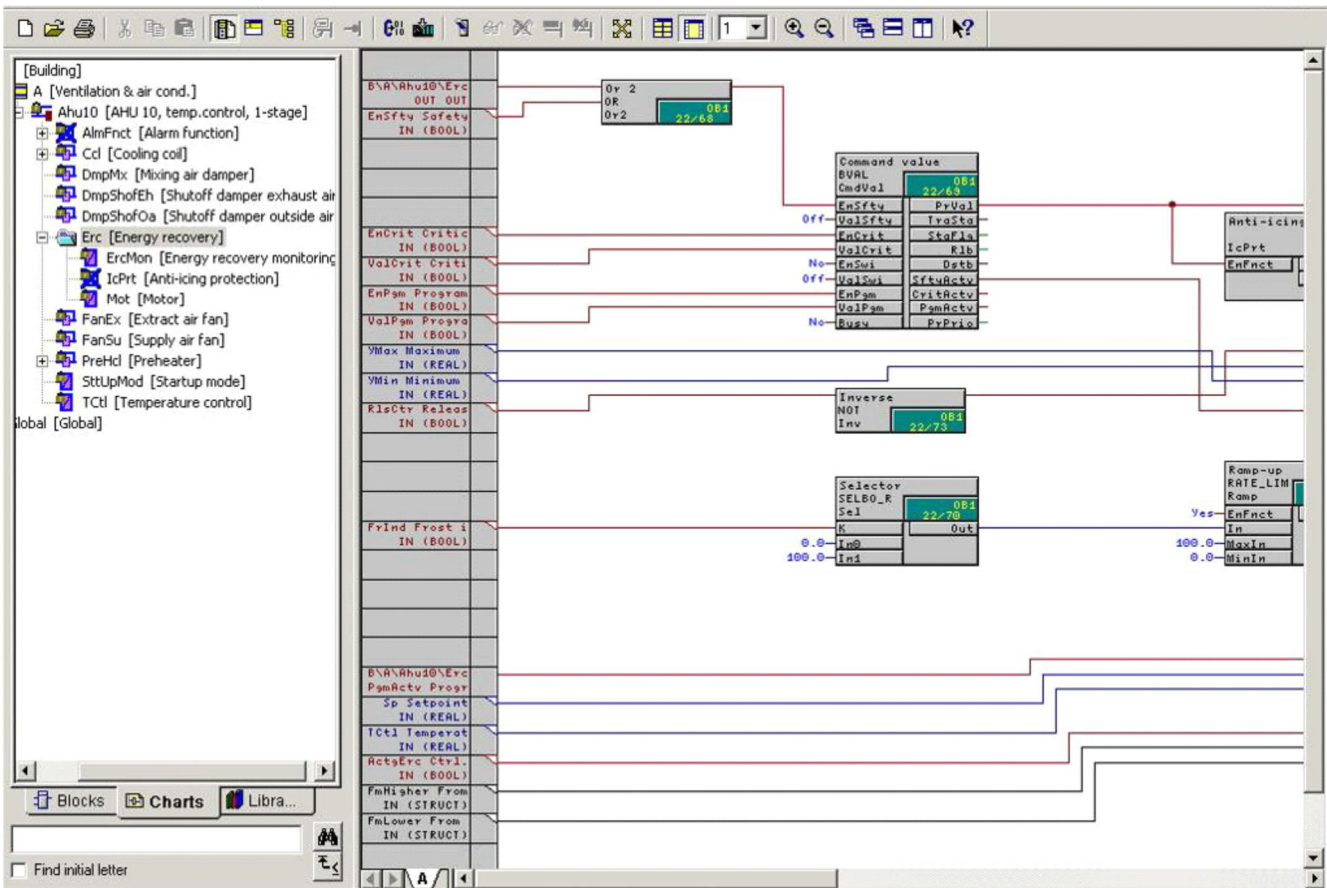 1
[Building]
A [Ventilation & air cond.]
Ahu10 [AHU 10, temp.control, 1-stage]
AlmFnct [Alarm function]
Ccl [Cooling coil]
DmpMx [Mixing air damper]
DmpShofEh [Shutoff damper exhaust air
DmpShofOa [Shutoff damper outside air
Erc [Energy recovery]
ErcMon [Energy recovery monitoring
IcPrt [Anti-icing protection]
Mot [Motor]
FanEx [Extract air fan]
FanSu [Supply air fan]
PreHcl [Preheater]
SttUpMod [Startup mode]
TCtl [Temperature control]
lobal [Global]
Blocks
Charts
Libra...
Find initial letter
B\A\Ahu10\Erc
OUT OUT
EnSfty Safety
IN (BOOL)
EnCrit Critic
IN (BOOL)
ValCrit Criti
IN (BOOL)
EnPgm Program
IN (BOOL)
ValPgm Progra
IN (BOOL)
YMax Maximum
IN (REAL)
YMin Minimum
IN (REAL)
RlsCtr Releas
IN (BOOL)
FrInd Frost i
IN (BOOL)
B\A\Ahu10\Erc
PgmActv Progr
Sp Setpoint
IN (REAL)
TCtl Temperat
IN (REAL)
ActgErc Ctrl.
IN (BOOL)
FmHigher From
IN (STRUCT)
FmLower From
IN (STRUCT)
A
Or 2
OR
Or2
OB1
22/68
Command value
BVAL
CmdVal
OB1
22/69
EnSfty PrVal
Off ValSfty TraSta
EnCrit StaFls
ValCrit Rlb
No EnSwi Dstb
Off ValSwi SftyActv
EnPgm CritActv
ValPgm PgmActv
No Busy PrPrio
Inverse
NOT
Inv
OB1
22/73
Selector
SELBO_R
Sel
OB1
22/70
K Out
0.0 In0
100.0 In1
Anti-icing
IcPrt
EnFnct
Ramp-up
RATE_LIM
Ramp
Yes EnFnct
In
100.0 MaxIn
0.0 MinIn